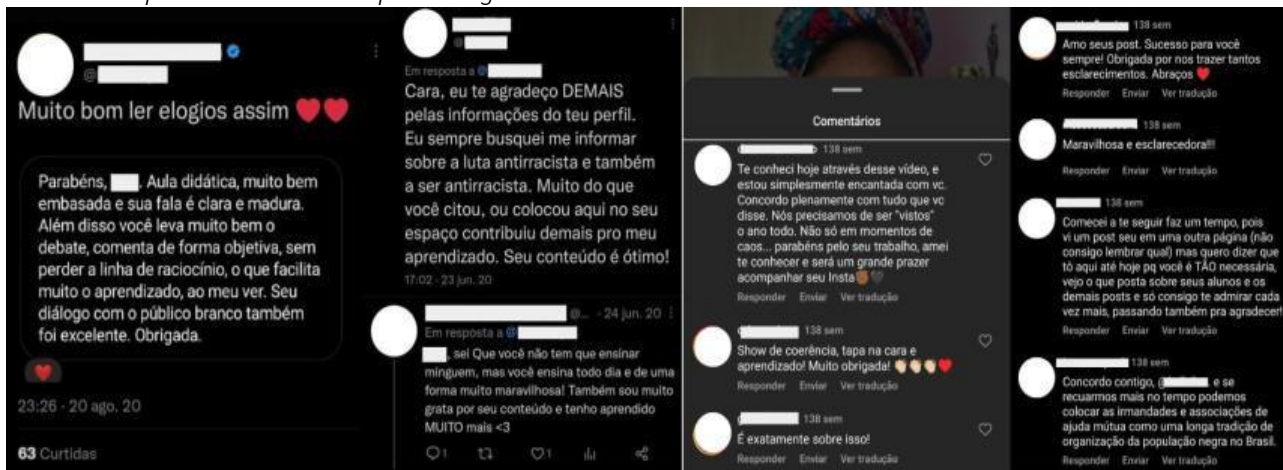 @
Muito bom ler elogios assim ❤️❤️
Parabéns, . Aula didática, muito bem
embasada e sua fala é clara e madura.
Além disso você leva muito bem o
debate, comenta de forma objetiva, sem
perder a linha de raciocínio, o que facilita
muito o aprendizado, ao meu ver. Seu
diálogo com o público branco também
foi excelente. Obrigada.
❤️
23:26 · 20 ago. 20
63 Curtidas
@
Em resposta a @
Cara, eu te agradeço DEMAIS
pelas informações do teu perfil.
Eu sempre busquei me informar
sobre a luta antirracista e também
a ser antirracista. Muito do que
você citou, ou colocou aqui no seu
espaço contribuiu demais pro meu
aprendizado. Seu conteúdo é ótimo!
17:02 · 23 jun. 20
@... · 24 jun. 20
Em resposta a @
, sei Que você não tem que ensinar
minguem, mas você ensina todo dia e de uma
forma muito maravilhosa! Também sou muito
grata por seu conteúdo e tenho aprendido
MUITO mais <3
1 1
Comentários
138 sem
Te conheci hoje através desse vídeo, e
estou simplesmente encantada com vc.
Concordo plenamente com tudo que vc
disse. Nós precisamos de ser "vistos"
o ano todo. Não só em momentos de
caos... parabéns pelo seu trabalho, amei
te conhecer e será um grande prazer
acompanhar seu Insta✊🏾🖤
Responder Enviar Ver tradução
138 sem
Show de coerência, tapa na cara e
aprendizado! Muito obrigada! 👏🏻👏🏻👏🏻❤️
Responder Enviar Ver tradução
138 sem
É exatamente sobre isso!
Responder Enviar Ver tradução
138 sem
Amo seus post. Sucesso para você
sempre! Obrigada por nos trazer tantos
esclarecimentos. Abraços ❤️
Responder Enviar Ver tradução
138 sem
Maravilhosa e esclarecedora!!!
Responder Enviar Ver tradução
138 sem
Comecei a te seguir faz um tempo, pois
vi um post seu em uma outra página (não
consigo lembrar qual) mas quero dizer que
tô aqui até hoje pq você é TÃO necessária,
vejo o que posta sobre seus alunos e os
demais posts e só consigo te admirar cada
vez mais, passando também pra agradecer!
Responder Enviar Ver tradução
138 sem
Concordo contigo, @ e se
recuarmos mais no tempo podemos
colocar as irmandades e associações de
ajuda mútua como uma longa tradição de
organização da população negra no Brasil.
Responder Enviar Ver tradução